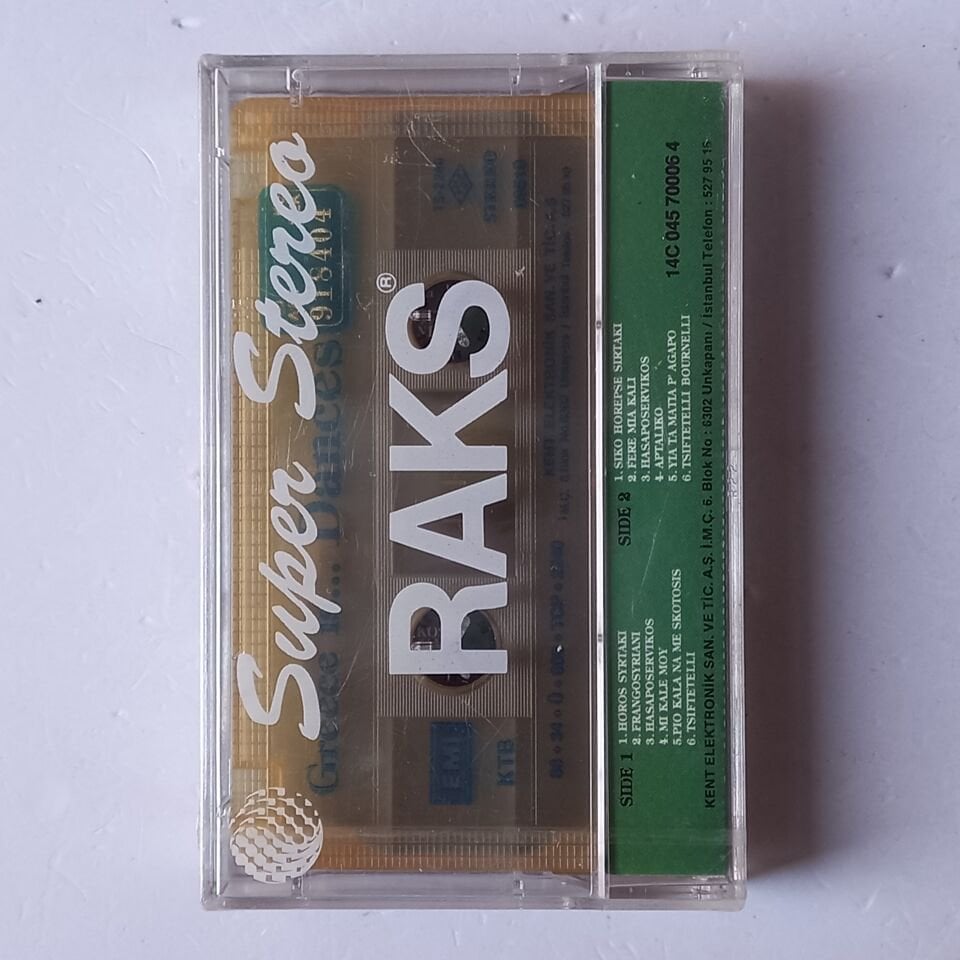 Super Stereo
RAKS®
918404
Greece is... Dances
EMI
KTB
SIDE 1
1. HOROS SYRTAKI
2. FRANGOSYRIANI
3. HASAPOSERVIKOS
4. MI KALE MOY
5. PIO KALA NA ME SKOTOSIS
6. TSIFTETELLI
SIDE 2
1. SIKO HOREPSE SIRTAKI
2. FERE MIA KALI
3. HASAPOSERVIKOS
4- APTALIKO
5. YIA TA MATIA P' AGAPO
6. TSIFTETELLI BOURNELLI
14C 045 70006 4
KENT ELEKTRONİK SAN. VE TİC. A.Ş. İ.M.Ç. 6. Blok No : 6302 Unkapanı / İstanbul Telefon : 527 95 15